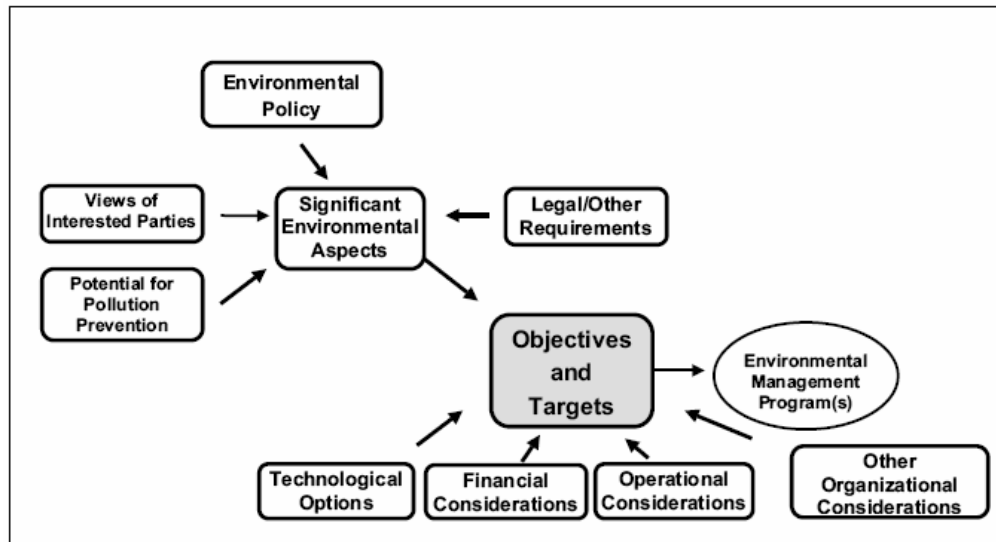 Environmental
Policy
Views of
Interested Parties
Significant
Environmental
Aspects
Legal/Other
Requirements
Potential for
Pollution
Prevention
Objectives
and
Targets
Environmental
Management
Program(s)
Technological
Options
Financial
Considerations
Operational
Considerations
Other
Organizational
Considerations